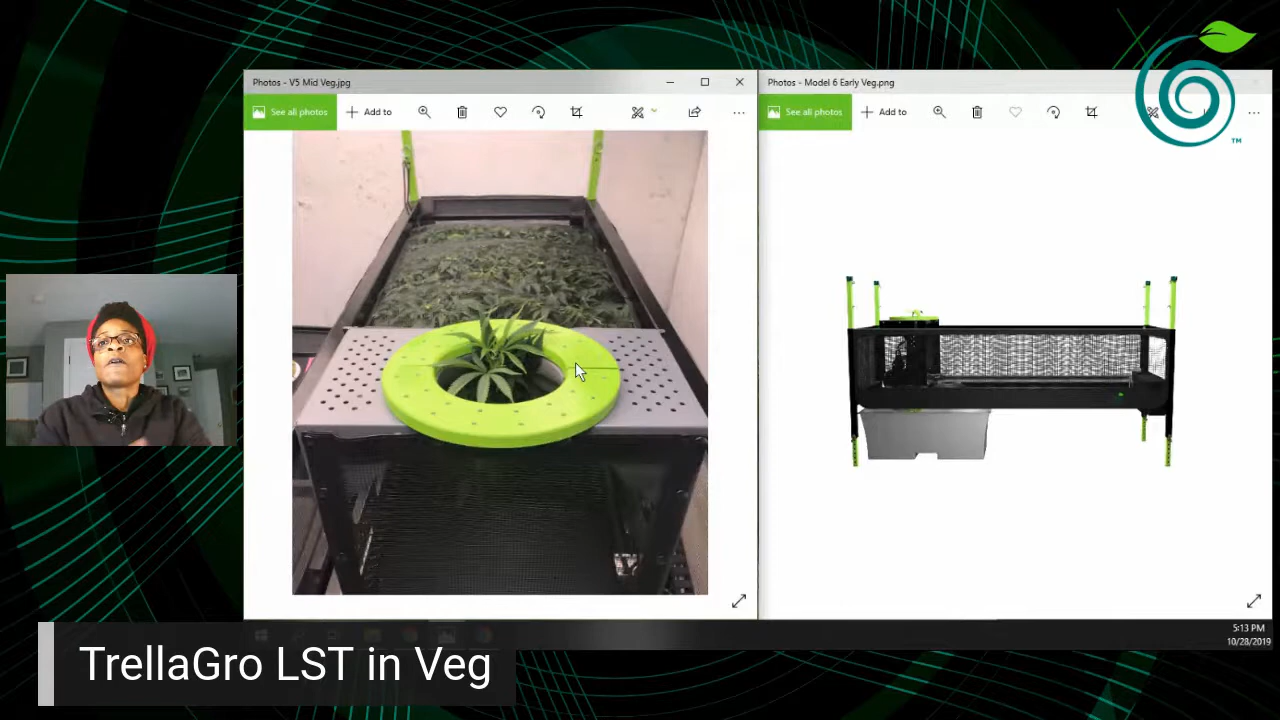 Photos - V5 Mid Veg.jpg
See all photos
Add to
Photos - Model 6 Early Veg.png
See all photos
Add to
TM
5:13 PM
10/28/2019
TrellaGro LST in Veg